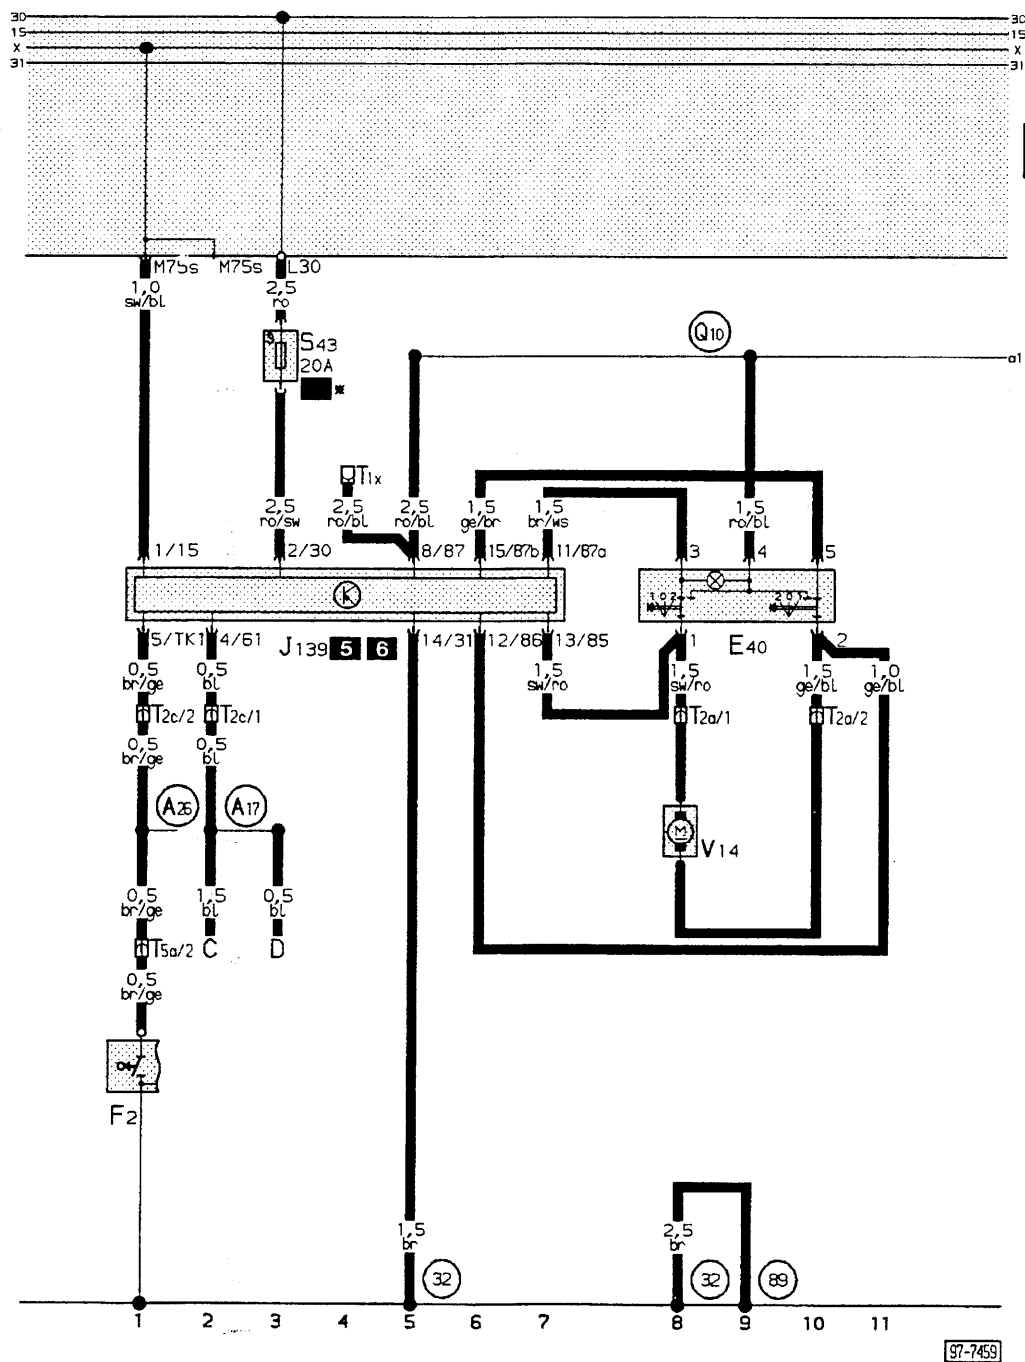 30 30
15 15
X X
31 31
M75s M75s L30
1,0 2,5
sw/bl ro
S43
20A
*
Q10
a1
T1x
2,5 2,5 2,5 1,5 1,5 1,5
ro/sw ro/bl ro/bl ge/br br/ws ro/bl
1/15 2/30 8/87 15/87b 11/87a 3 4 5
K
1 0 2 2 0 1
5/TK1 4/61 J139 5 6 14/31 12/86 13/85 1 E40 2
0,5 0,5 1,5 1,5 1,5 1,0
br/ge bl sw/ro sw/ro ge/bl ge/bl
T2c/2 T2c/1 T2a/1 T2a/2
0,5 0,5
br/ge bl
A26 A17
M V14
0,5 1,5 0,5
br/ge bl bl
T5a/2 C D
0,5
br/ge
F2
1,5 2,5
br br
32 32 89
1 2 3 4 5 6 7 8 9 10 11
97-7459